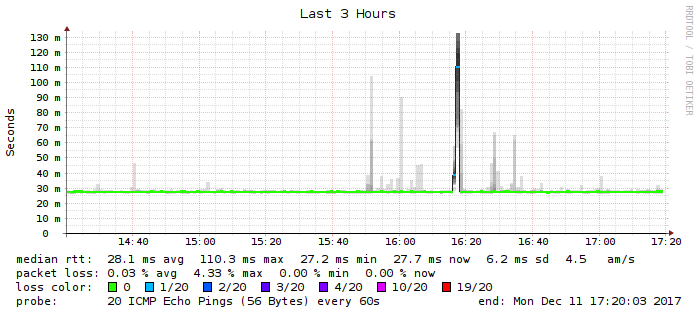 Last 3 Hours
RRDTOOL / TOBI OETIKER
Seconds
130 m
120 m
110 m
100 m
90 m
80 m
70 m
60 m
50 m
40 m
30 m
20 m
10 m
0
14:40 15:00 15:20 15:40 16:00 16:20 16:40 17:00 17:20
median rtt: 28.1 ms avg 110.3 ms max 27.2 ms min 27.7 ms now 6.2 ms sd 4.5 am/s
packet loss: 0.03 % avg 4.33 % max 0.00 % min 0.00 % now
loss color: 0 1/20 2/20 3/20 4/20 10/20 19/20
probe: 20 ICMP Echo Pings (56 Bytes) every 60s end: Mon Dec 11 17:20:03 2017